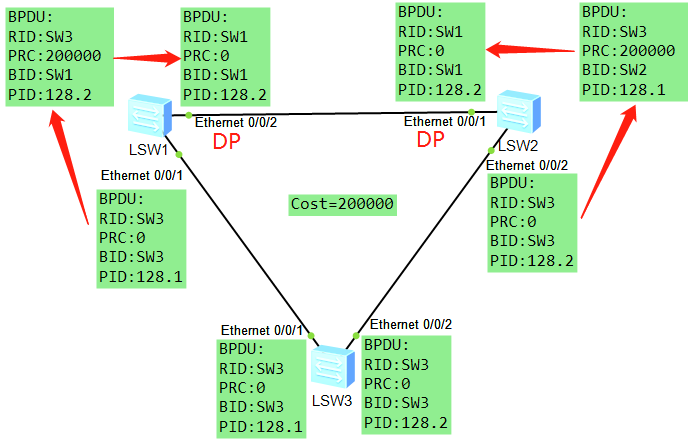 BPDU:
RID:SW3
PRC:200000
BID:SW1
PID:128.2
BPDU:
RID:SW1
PRC:0
BID:SW1
PID:128.2
BPDU:
RID:SW1
PRC:0
BID:SW1
PID:128.2
BPDU:
RID:SW3
PRC:200000
BID:SW2
PID:128.1
Ethernet 0/0/2
Ethernet 0/0/1
DP
DP
LSW1
LSW2
Ethernet 0/0/1
Ethernet 0/0/2
BPDU:
RID:SW3
PRC:0
BID:SW3
PID:128.1
Cost=200000
BPDU:
RID:SW3
PRC:0
BID:SW3
PID:128.2
Ethernet 0/0/1
Ethernet 0/0/2
BPDU:
RID:SW3
PRC:0
BID:SW3
PID:128.1
LSW3
BPDU:
RID:SW3
PRC:0
BID:SW3
PID:128.2